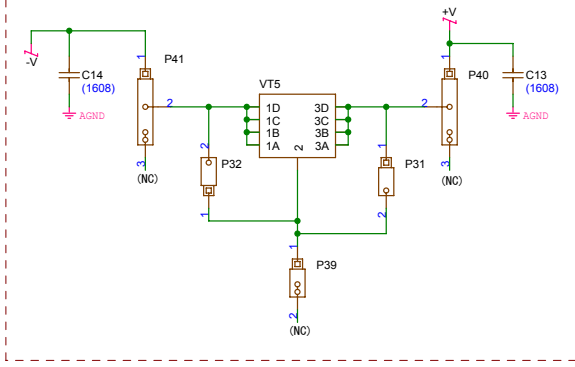 +V
-V
1
P41
1
P40
C14
(1608)
C13
(1608)
VT5
2
1D
3D
2
AGND
1C
3C
AGND
1B
3B
1A
2
3A
2
P32
1
P31
3
(NC)
3
(NC)
1
2
1
P39
2
(NC)